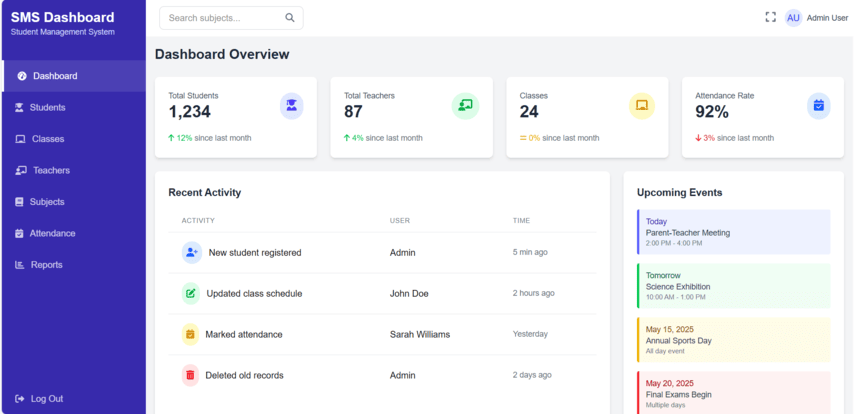 SMS Dashboard
Student Management System
Dashboard
Students
Classes
Teachers
Subjects
Attendance
Reports
Log Out
Search subjects...
AU Admin User
Dashboard Overview
Total Students
1,234
12% since last month
Total Teachers
87
4% since last month
Classes
24
0% since last month
Attendance Rate
92%
3% since last month
Recent Activity
ACTIVITY USER TIME
New student registered Admin 5 min ago
Updated class schedule John Doe 2 hours ago
Marked attendance Sarah Williams Yesterday
Deleted old records Admin 2 days ago
Upcoming Events
Today
Parent-Teacher Meeting
2:00 PM - 4:00 PM
Tomorrow
Science Exhibition
10:00 AM - 1:00 PM
May 15, 2025
Annual Sports Day
All day event
May 20, 2025
Final Exams Begin
Multiple days